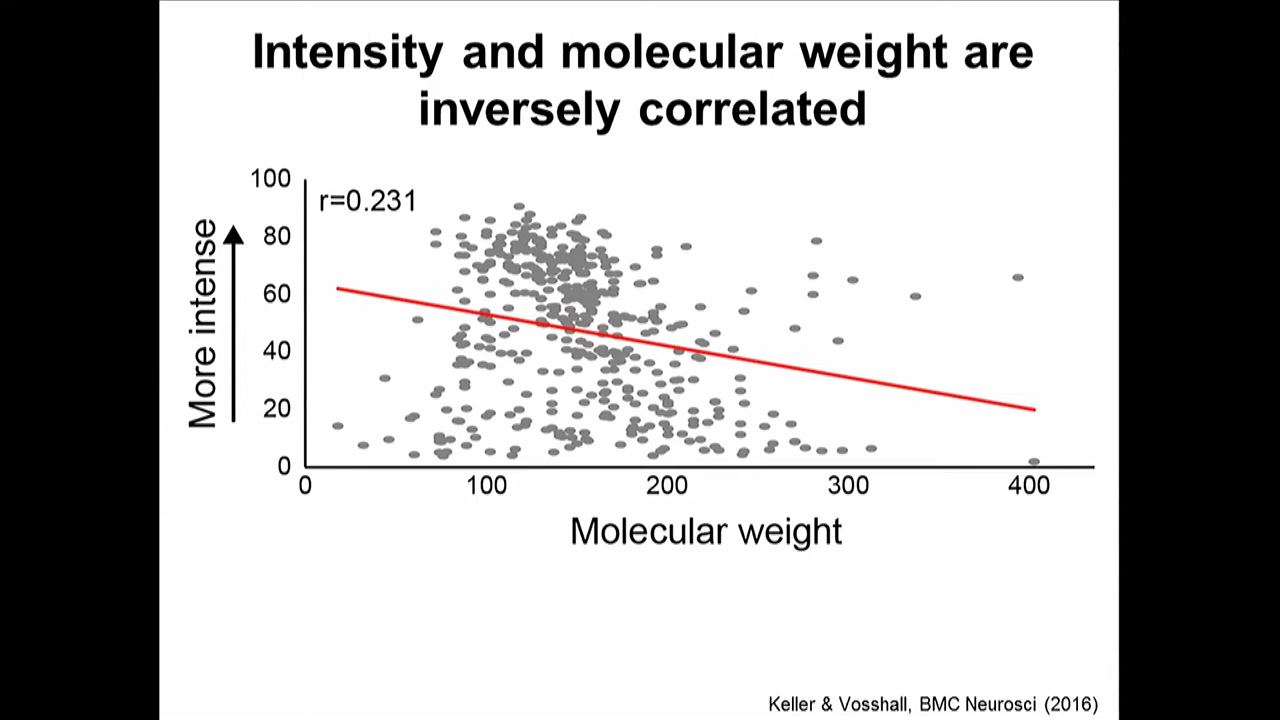 Intensity and molecular weight are
inversely correlated
100
r=0.231
80
60
40
20
0
More intense
0 100 200 300 400
Molecular weight
Keller & Vosshall, BMC Neurosci (2016)